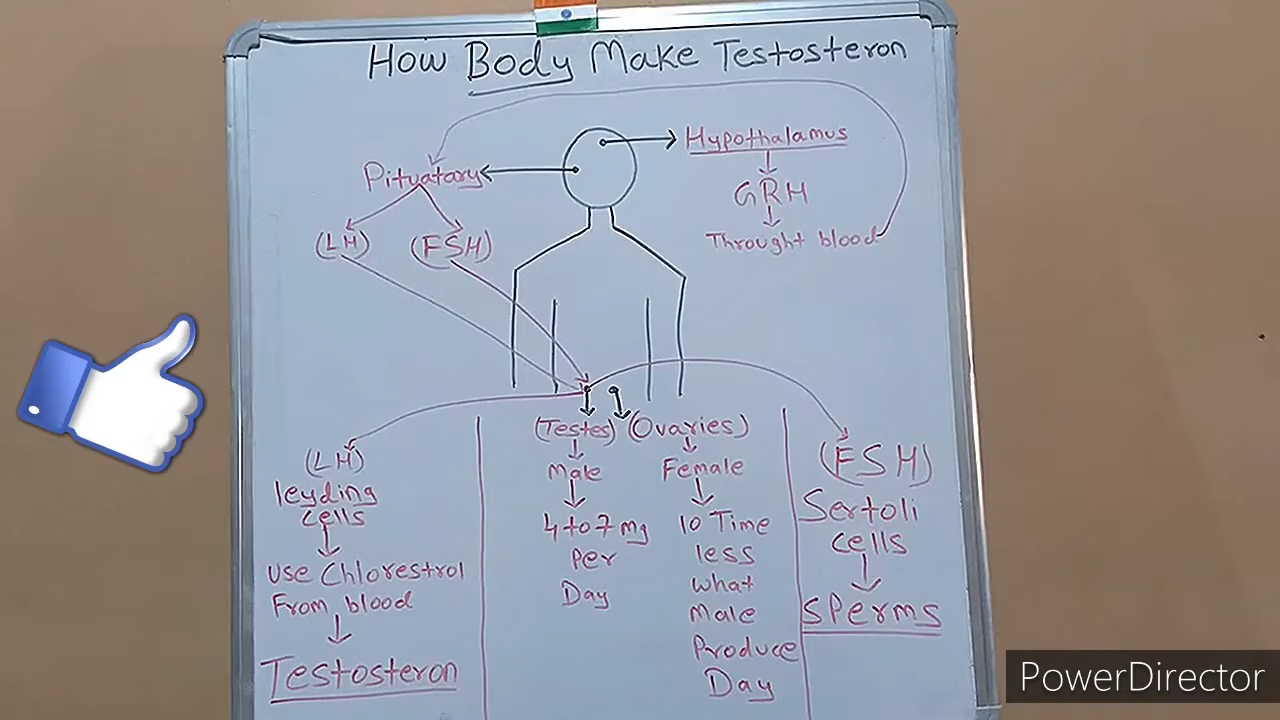 How Body Make Testosteron
Hypothalamus
GRH
Throught blood
Pituatary
(LH) (FSH)
(LH)
leyding
cells
use Chlorestrol
From blood
Testosteron
(Testes)
Male
4 to 7 mg
Per
Day
(Ovaries)
Female
10 Time
less
what
Male
Produce
Day
(FSH)
Sertoli
cells
SPerms
PowerDirector